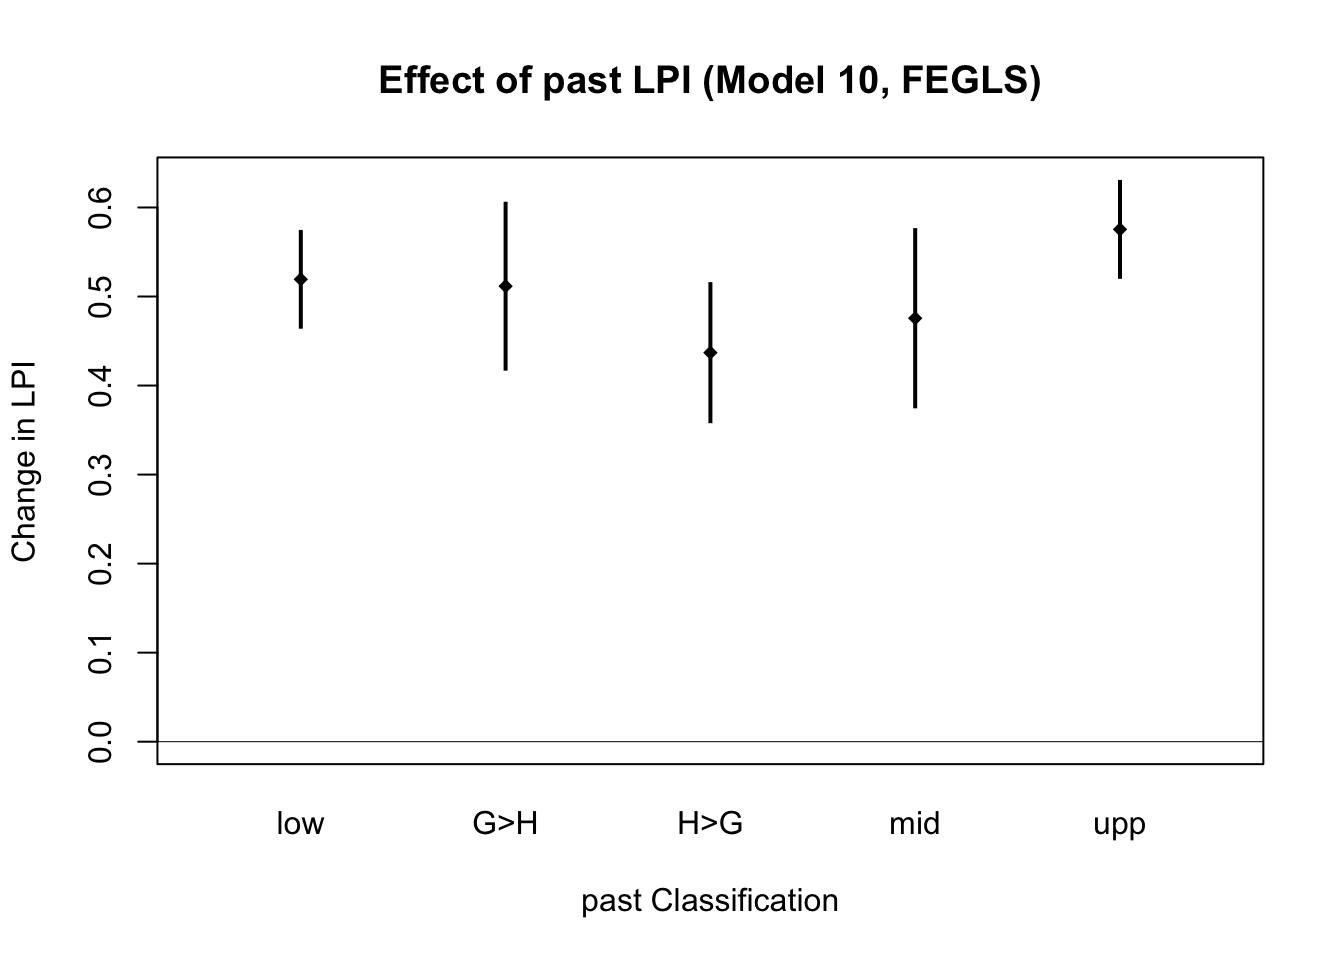 Effect of past LPI (Model 10, FEGLS)
Change in LPI
0.6
0.5
0.4
0.3
0.2
0.1
0.0
low G>H H>G mid upp
past Classification